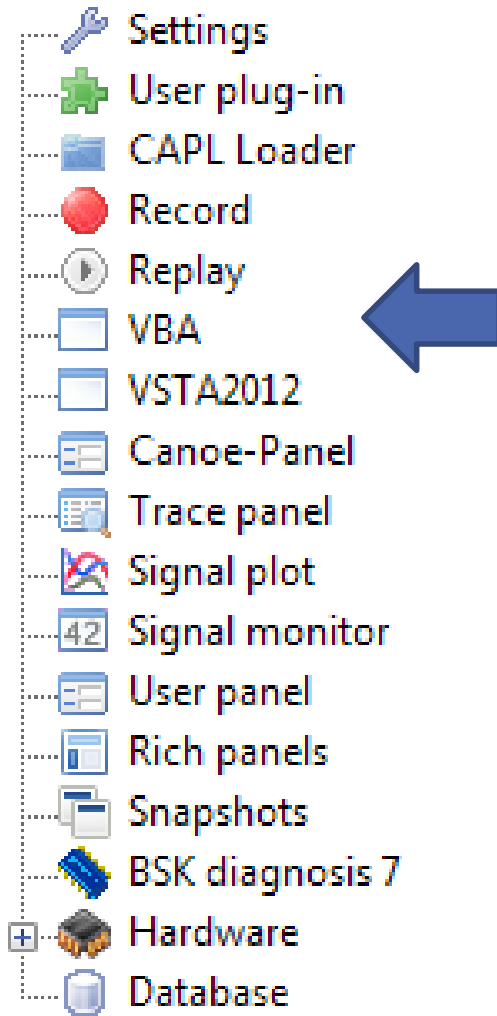 Settings
User plug-in
CAPL Loader
Record
Replay
VBA
VSTA2012
Canoe-Panel
Trace panel
Signal plot
42 Signal monitor
User panel
Rich panels
Snapshots
BSK diagnosis 7
Hardware
Database